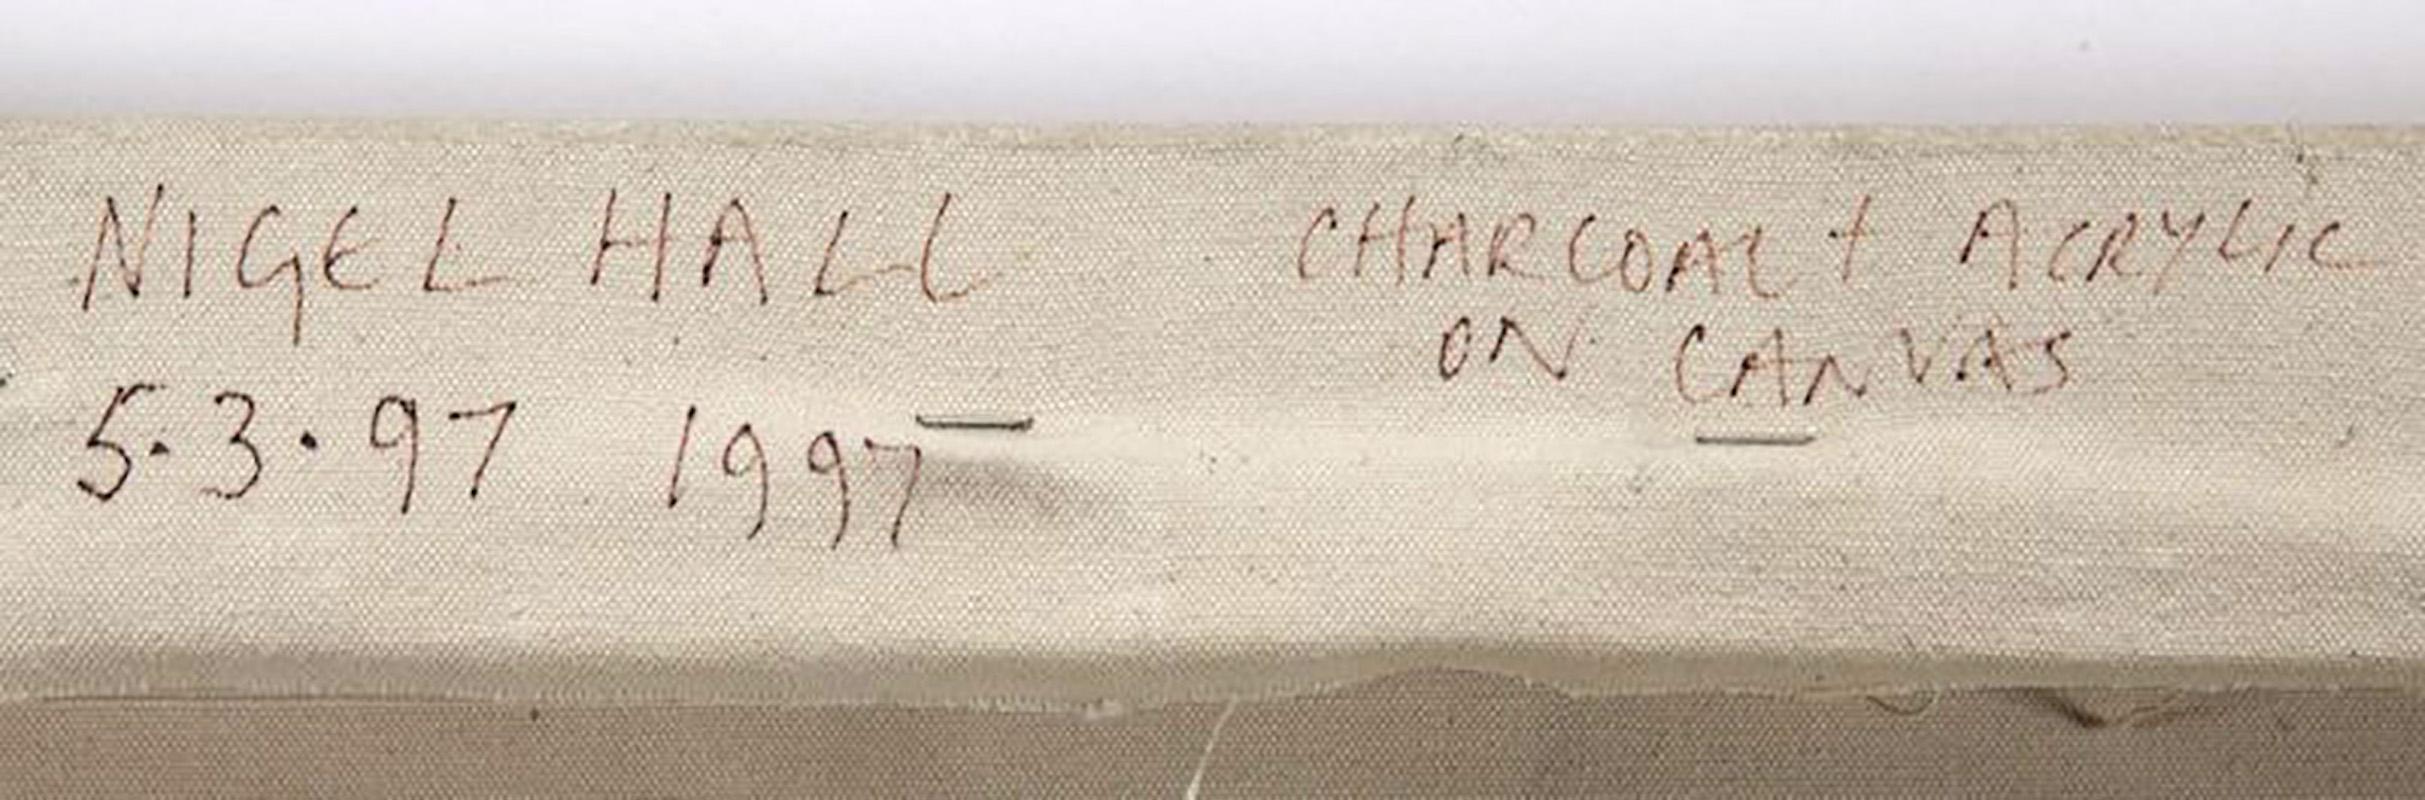 NIGEL HALL
5.3.97 1997
CHARCOAL + ACRYLIC
ON CANVAS